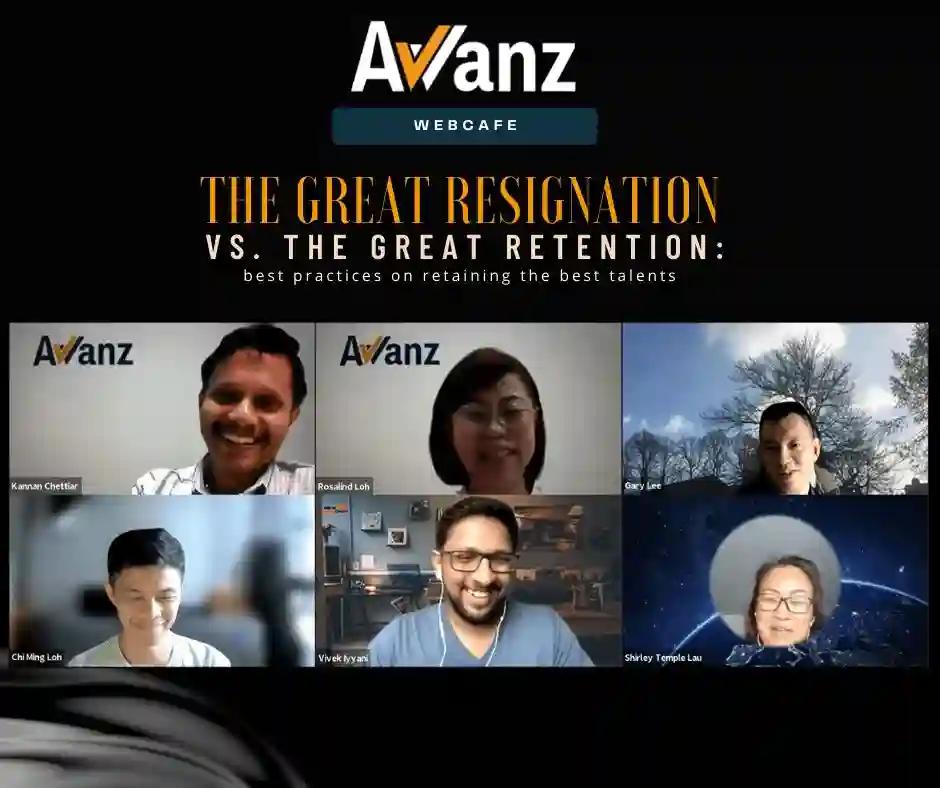 Avanz
WEBCAFE
THE GREAT RESIGNATION
VS. THE GREAT RETENTION:
best practices on retaining the best talents
Avanz
Avanz
Kannan Chettiar
Rosalind Loh
Gary Lee
Chi Ming Loh
Vivek Iyyani
Shirley Temple Lau